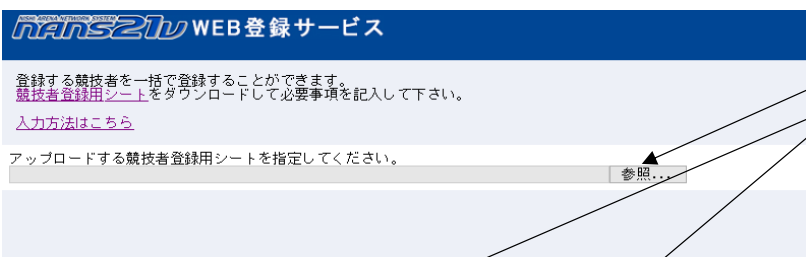 NISHI ARENA NETWORK SYSTEM
nans21v WEB登録サービス
登録する競技者を一括で登録することができます。
競技者登録用シートをダウンロードして必要事項を記入して下さい。
入力方法はこちら
アップロードする競技者登録用シートを指定してください。
参照...